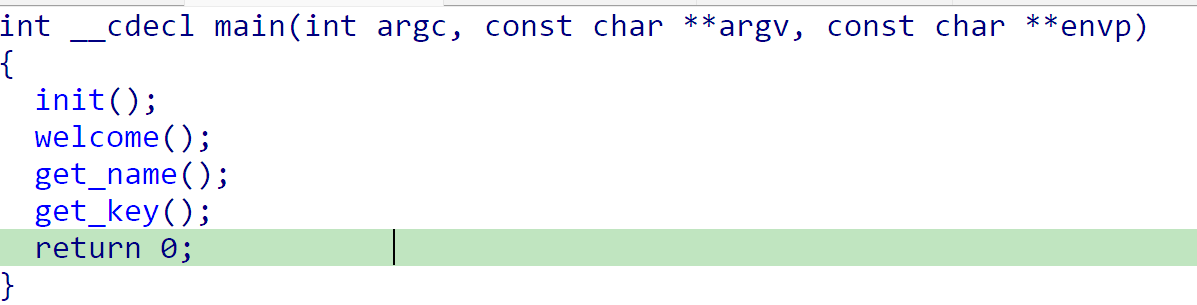 int __cdecl main(int argc, const char **argv, const char **envp)
{
  init();
  welcome();
  get_name();
  get_key();
  return 0;
}